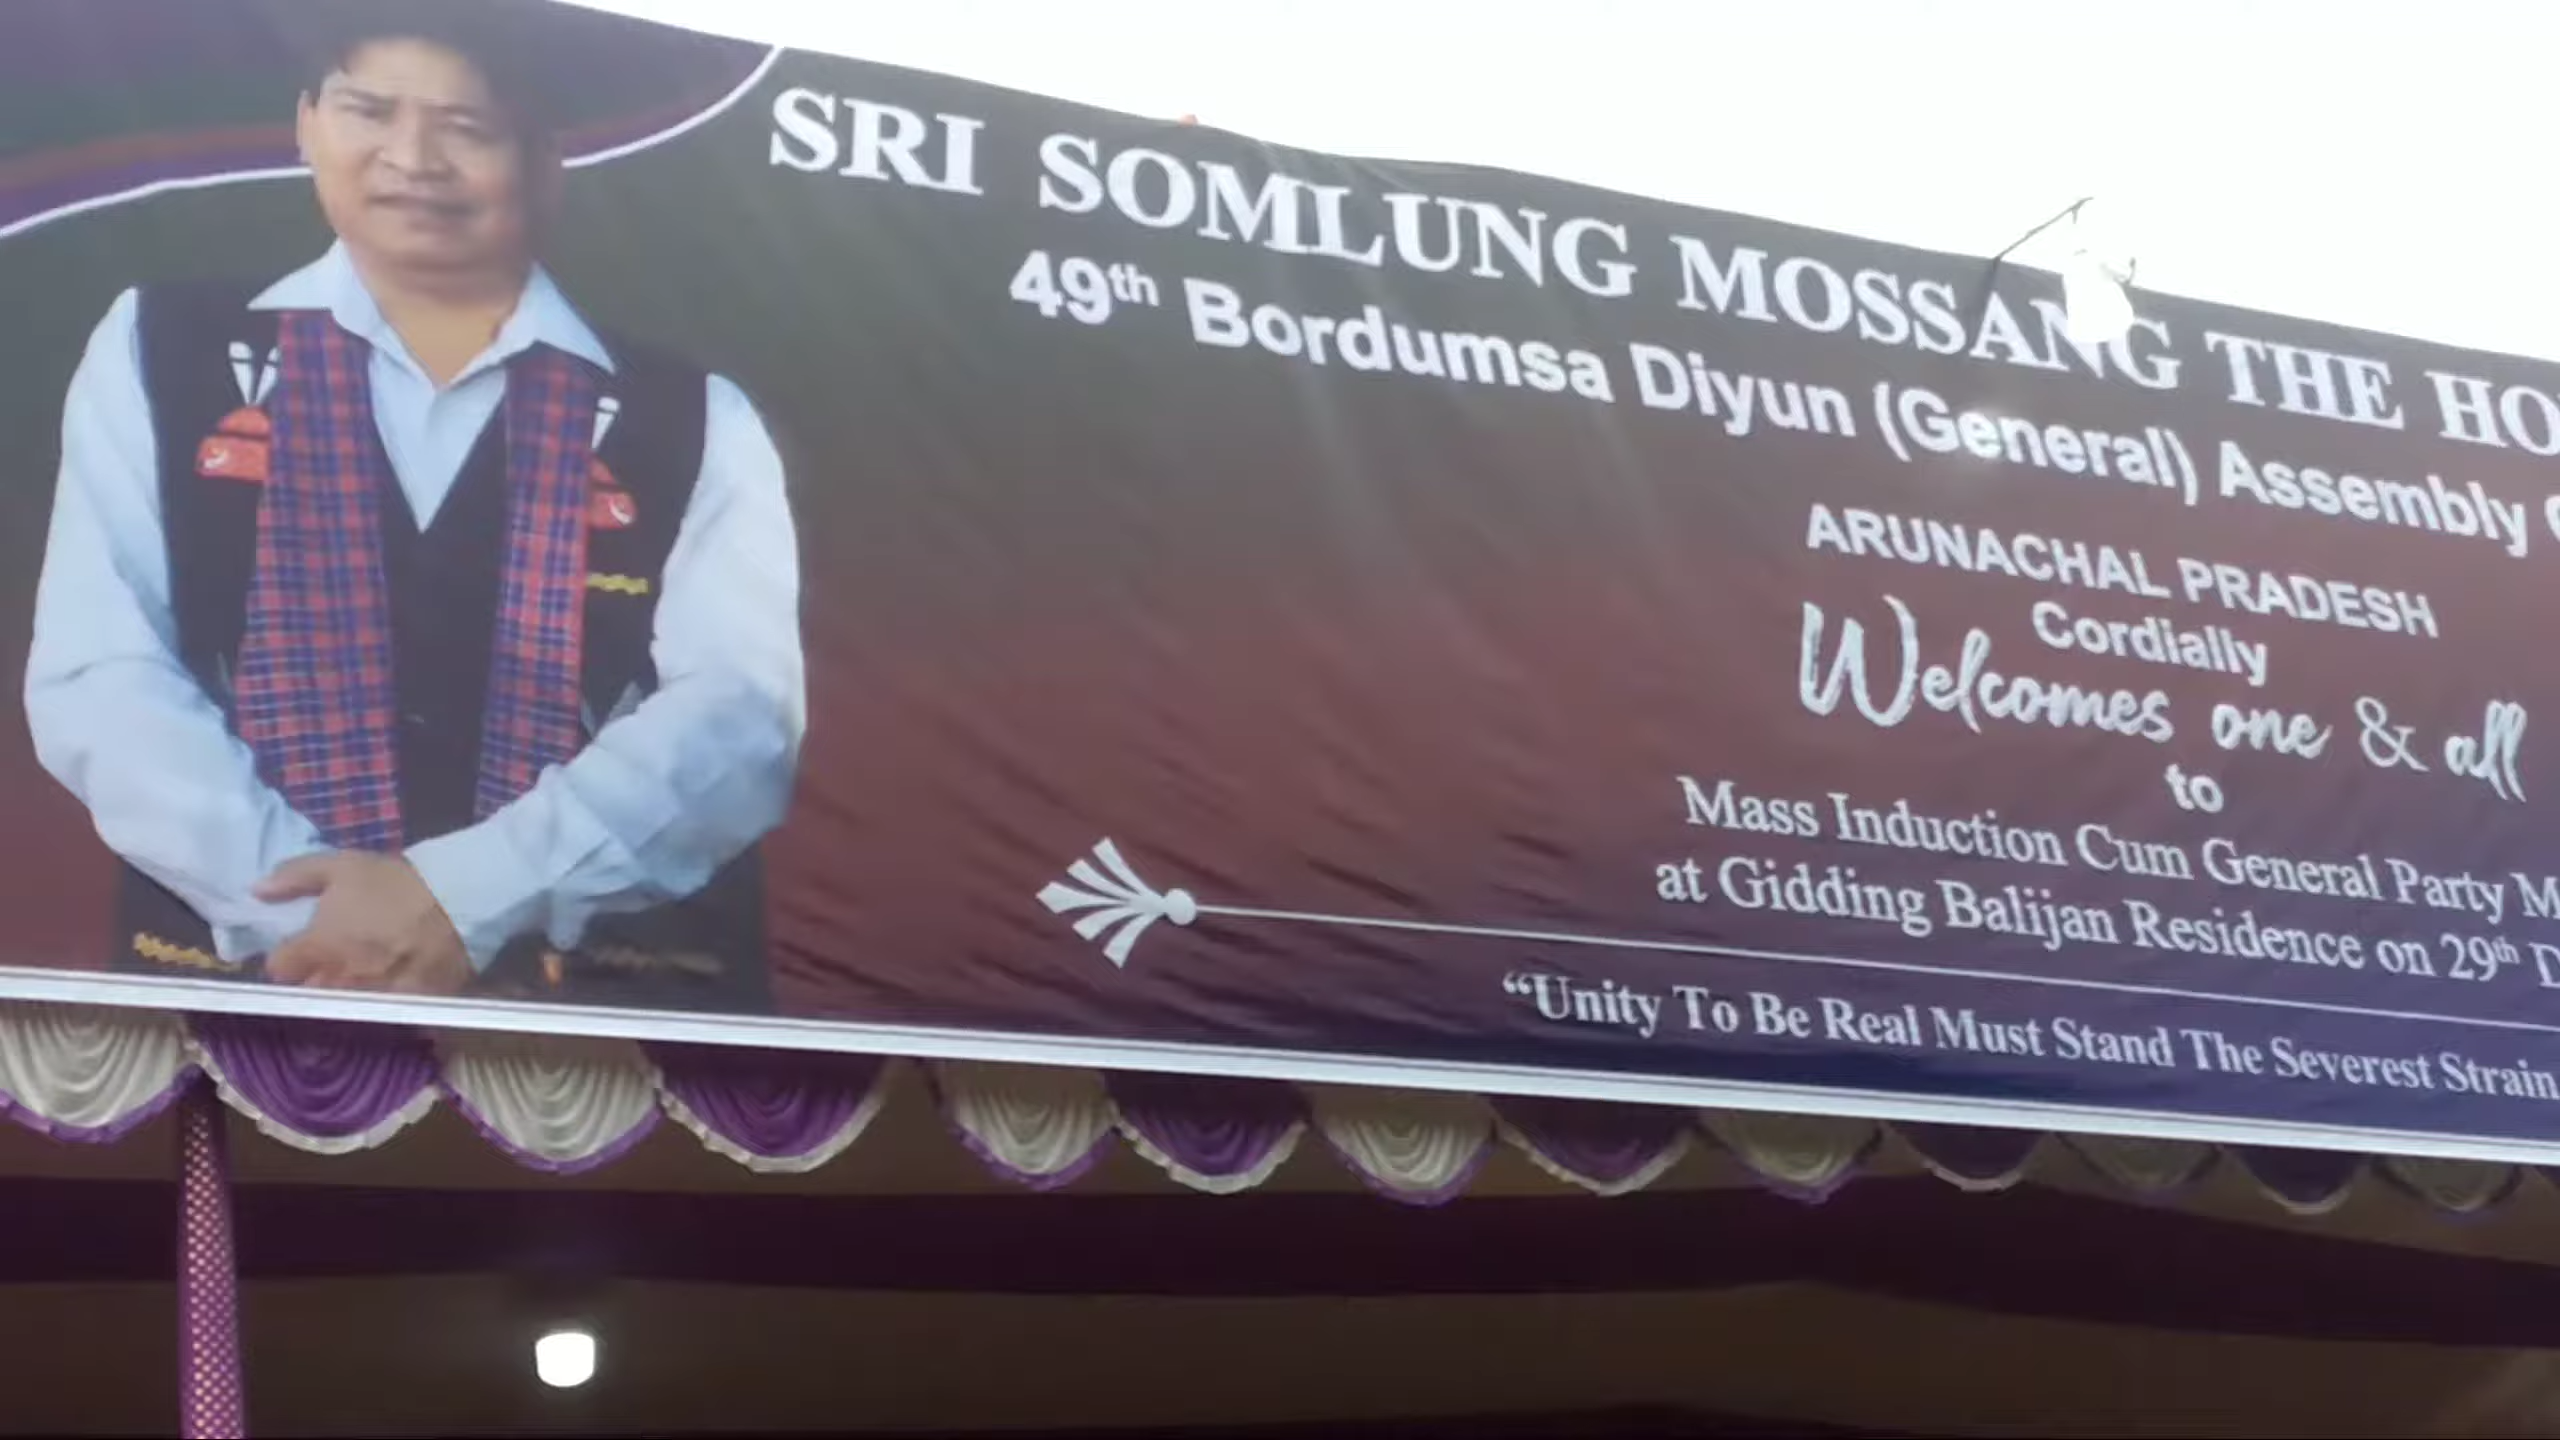 SRI SOMLUNG MOSSANG THE
49th Bordumsa Diyun (General) Assembly
ARUNACHAL PRADESH
Cordially
Welcomes one & all
to
Mass Induction Cum General Party
at Gidding Balijan Residence on 29th
“Unity To Be Real Must Stand The Severest Strain